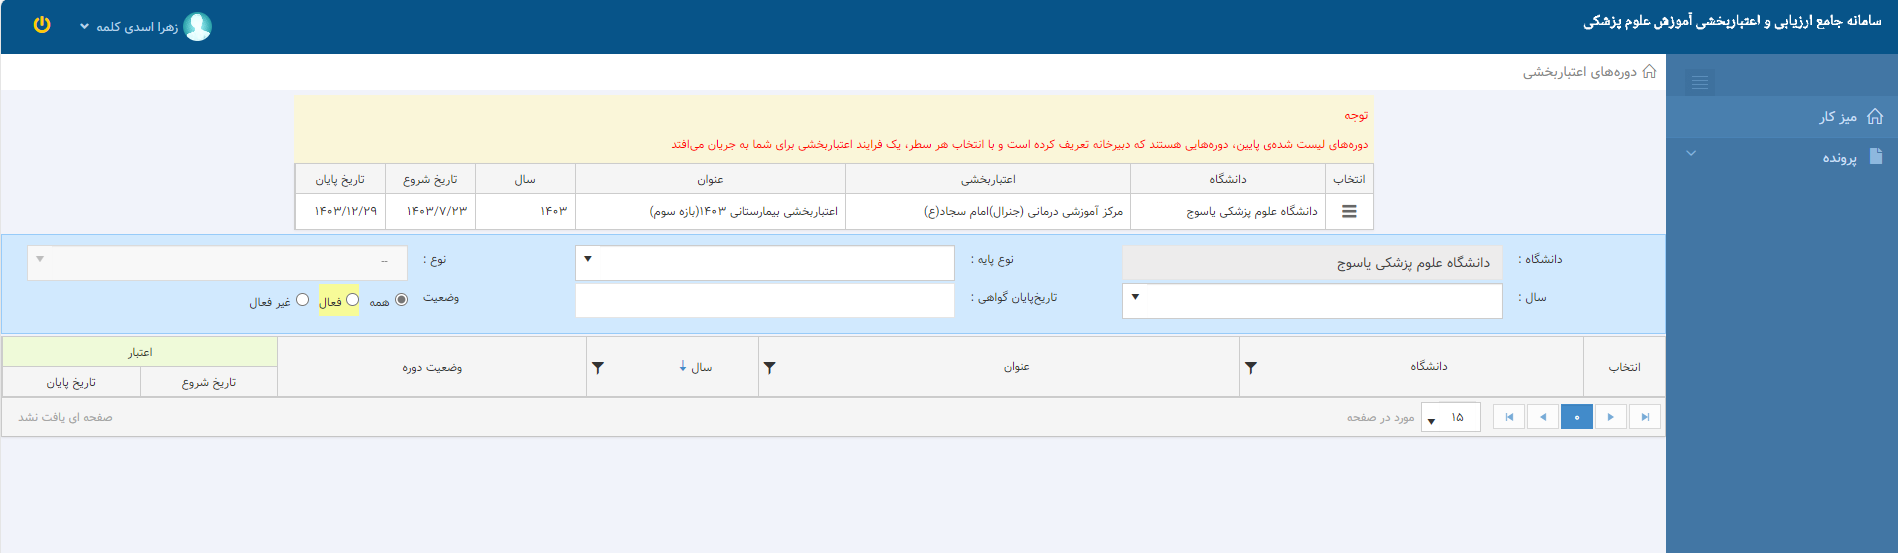 سامانه جامع ارزیابی و اعتباربخشی آموزش علوم پزشکی
زهرا اسدی کلمه
دوره‌های اعتباربخشی
میز کار
پرونده
توجه
دوره‌های لیست شده‌ی پایین، دوره‌هایی هستند که دبیرخانه تعریف کرده است و با انتخاب هر سطر، یک فرایند اعتباربخشی برای شما به جریان می‌افتد
انتخاب دانشگاه اعتباربخشی عنوان سال تاریخ شروع تاریخ پایان
دانشگاه علوم پزشکی یاسوج مرکز آموزشی درمانی (جنرال)امام سجاد(ع) اعتباربخشی بیمارستانی ۱۴۰۳(بازه سوم) ۱۴۰۳ ۱۴۰۳/۷/۲۳ ۱۴۰۳/۱۲/۲۹
دانشگاه : دانشگاه علوم پزشکی یاسوج نوع پایه : نوع : --
سال : تاریخ‌پایان گواهی : وضعیت همه فعال غیر فعال
انتخاب دانشگاه عنوان سال وضعیت دوره اعتبار
تاریخ شروع تاریخ پایان
۰ ۱۵ مورد در صفحه صفحه ای یافت نشد